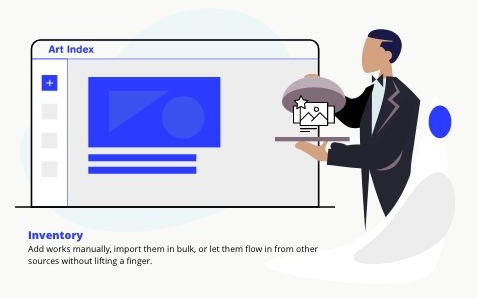 Art Index
Inventory
Add works manually, import them in bulk, or let them flow in from other
sources without lifting a finger.